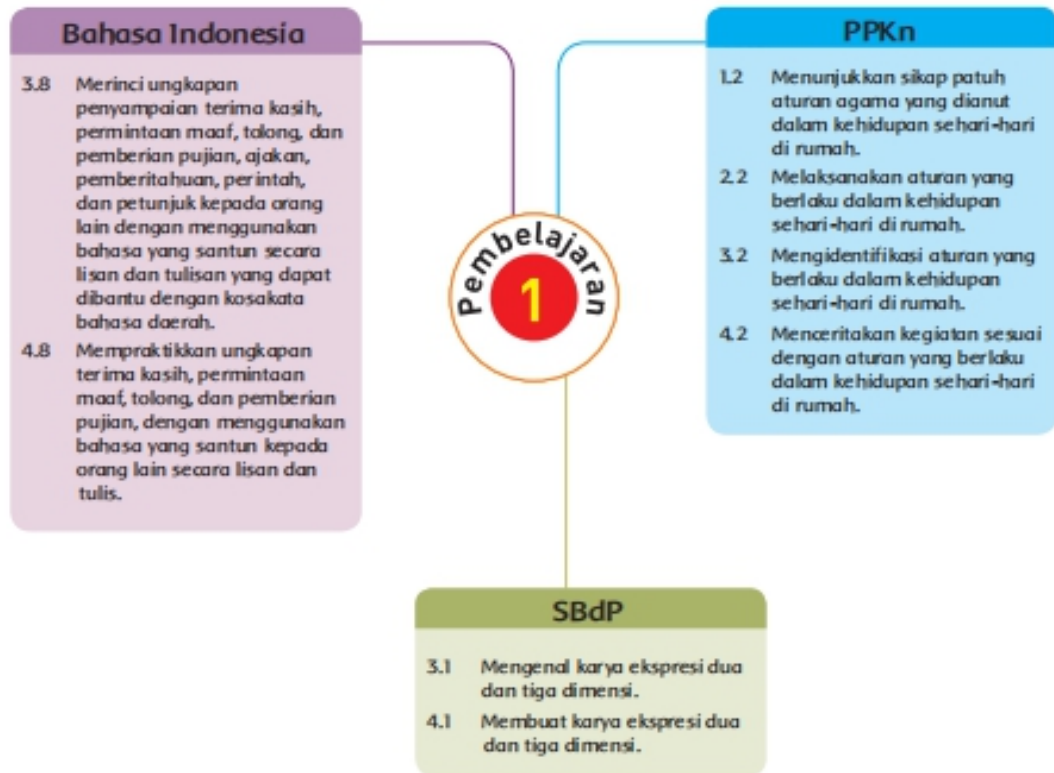 Bahasa Indonesia
3.8 Merinci ungkapan
penyampaian terima kasih,
permintaan maaf, tolong, dan
pemberian pujian, ajakan,
pemberitahuan, perintah,
dan petunjuk kepada orang
lain dengan menggunakan
bahasa yang santun secara
lisan dan tulisan yang dapat
dibantu dengan kosakata
bahasa daerah.
4.8 Mempraktikkan ungkapan
terima kasih, permintaan
maaf, tolong, dan pemberian
pujian, dengan menggunakan
bahasa yang santun kepada
orang lain secara lisan dan
tulis.
PPKn
1.2 Menunjukkan sikap patuh
aturan agama yang dianut
dalam kehidupan sehari-hari
di rumah.
2.2 Melaksanakan aturan yang
berlaku dalam kehidupan
sehari-hari di rumah.
3.2 Mengidentifikasi aturan yang
berlaku dalam kehidupan
sehari-hari di rumah.
4.2 Menceritakan kegiatan sesuai
dengan aturan yang berlaku
dalam kehidupan sehari-hari
di rumah.
Pembelajaran
1
SBdP
3.1 Mengenal karya ekspresi dua
dan tiga dimensi.
4.1 Membuat karya ekspresi dua
dan tiga dimensi.